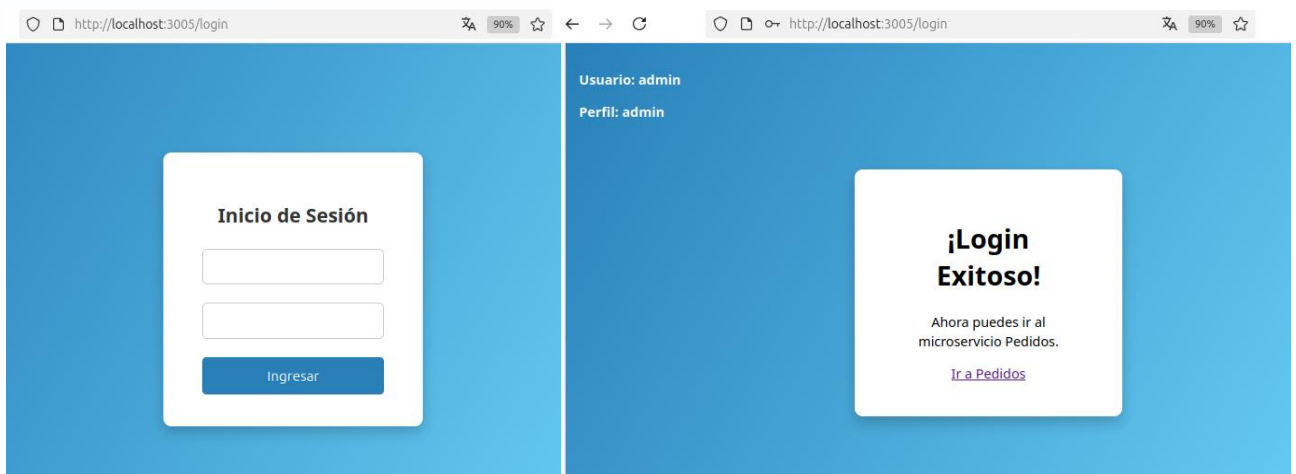 http://localhost:3005/login
90%
Inicio de Sesión
Ingresar
http://localhost:3005/login
90%
Usuario: admin
Perfil: admin
¡Login
Exitoso!
Ahora puedes ir al
microservicio Pedidos.
Ir a Pedidos